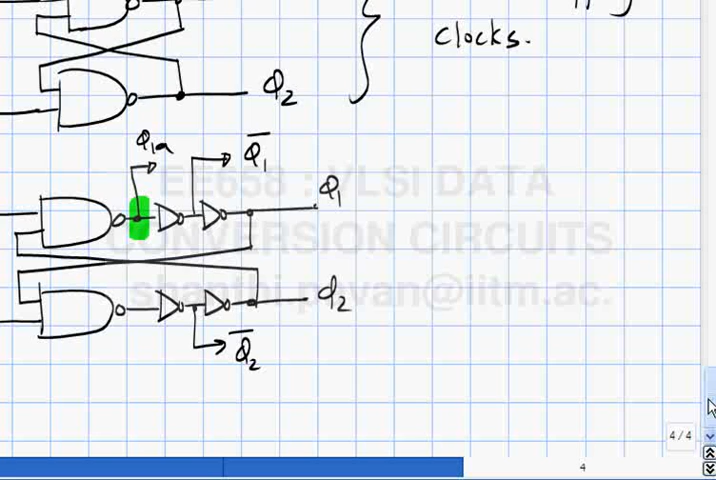 clocks.
Φ2
Φ1a
Φ̅1
EE658 : VLSI DATA
Φ1
CONVERSION CIRCUITS
shanthi.pavan@iitm.ac.
Φ2
Φ̅2
4 / 4
4